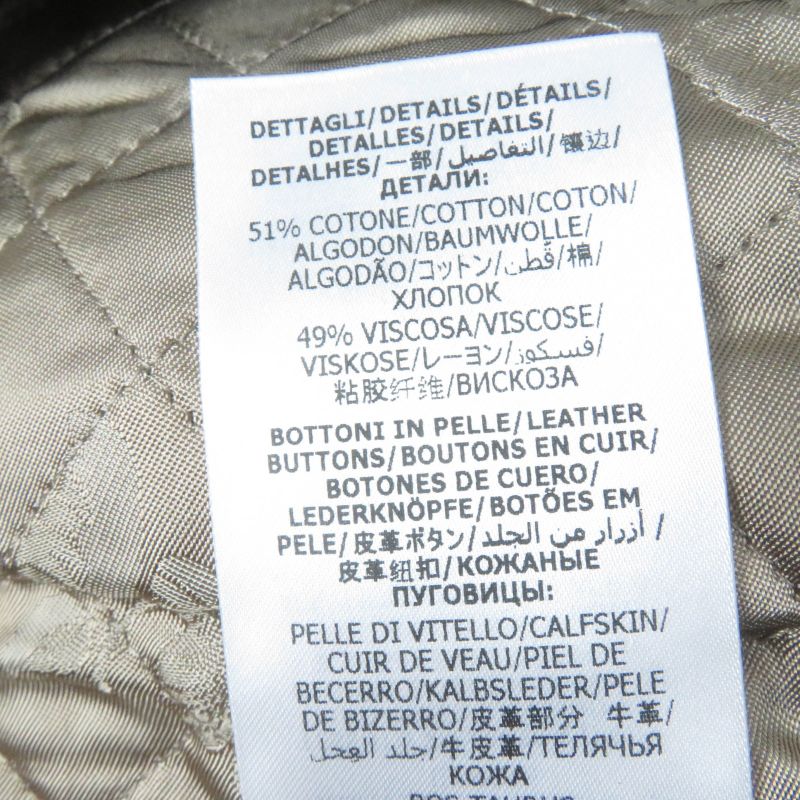 DETTAGLI/DETAILS/DÉTAILS/
DETALLES/DETAILS/
DETALHES/一部/التفاصيل/镶边/
ДЕТАЛИ:
51% COTONE/COTTON/COTON/
ALGODON/BAUMWOLLE/
ALGODÃO/コットン/قطن/棉/
ХЛОПОК
49% VISCOSA/VISCOSE/
VISKOSE/レーヨン/فسكوز/
粘胶纤维/ВИСКОЗА
BOTTONI IN PELLE/LEATHER
BUTTONS/BOUTONS EN CUIR/
BOTONES DE CUERO/
LEDERKNÖPFE/BOTÕES EM
PELE/皮革ボタン/أزرار من الجلد/
皮革纽扣/КОЖАНЫЕ
ПУГОВИЦЫ:
PELLE DI VITELLO/CALFSKIN/
CUIR DE VEAU/PIEL DE
BECERRO/KALBSLEDER/PELE
DE BIZERRO/皮革部分 牛革/
جلد العجل/牛皮革/ТЕЛЯЧЬЯ
КОЖА
BOS TAURUS